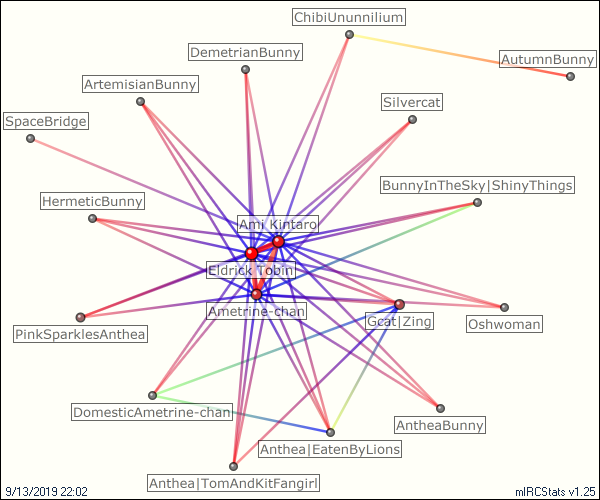 ChibiUnunnilium
DemetrianBunny
AutumnBunny
ArtemisianBunny
Silvercat
SpaceBridge
BunnyInTheSky|ShinyThings
HermeticBunny
Ami_Kintaro
Eldrick_Tobin
Ametrine-chan
Gcat|Zing
Oshwoman
PinkSparklesAnthea
DomesticAmetrine-chan
AntheaBunny
Anthea|EatenByLions
Anthea|TomAndKitFangirl
9/13/2019 22:02
mIRCStats v1.25